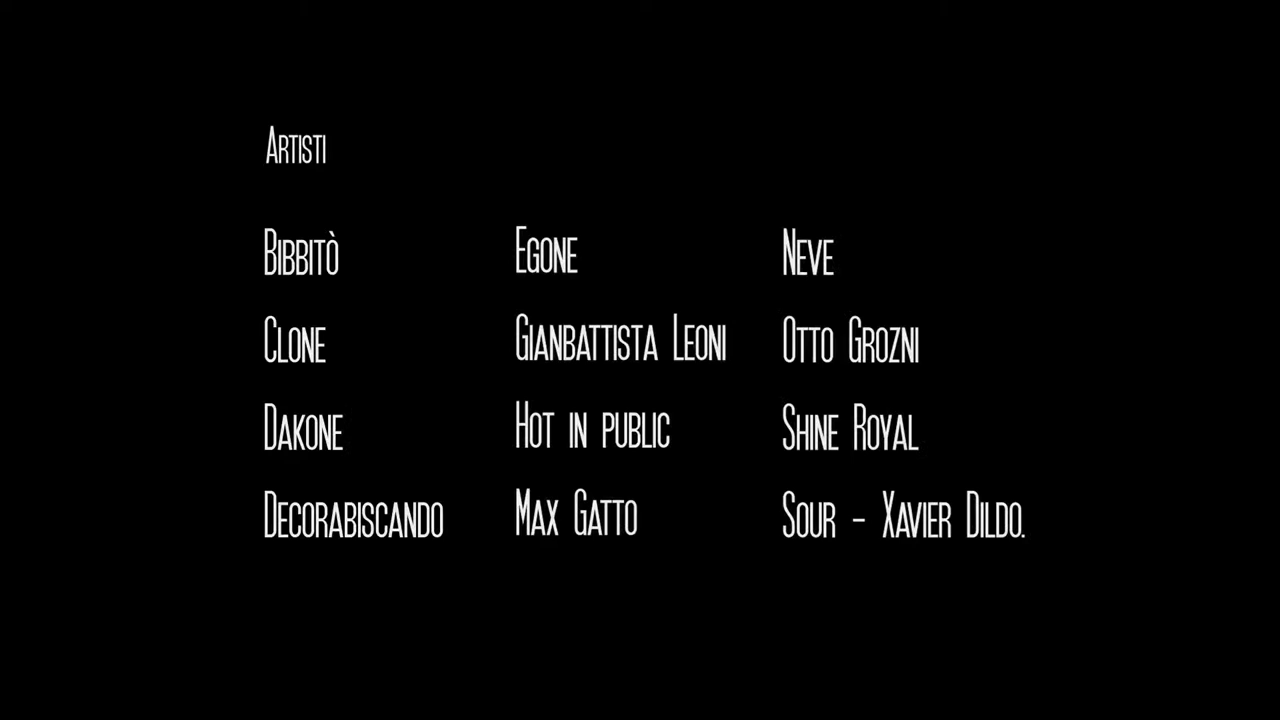 Artisti
Bibbitò
Clone
Dakone
Decorabiscando
Egone
Gianbattista Leoni
Hot in public
Max Gatto
Neve
Otto Grozni
Shine Royal
Sour - Xavier Dildo.